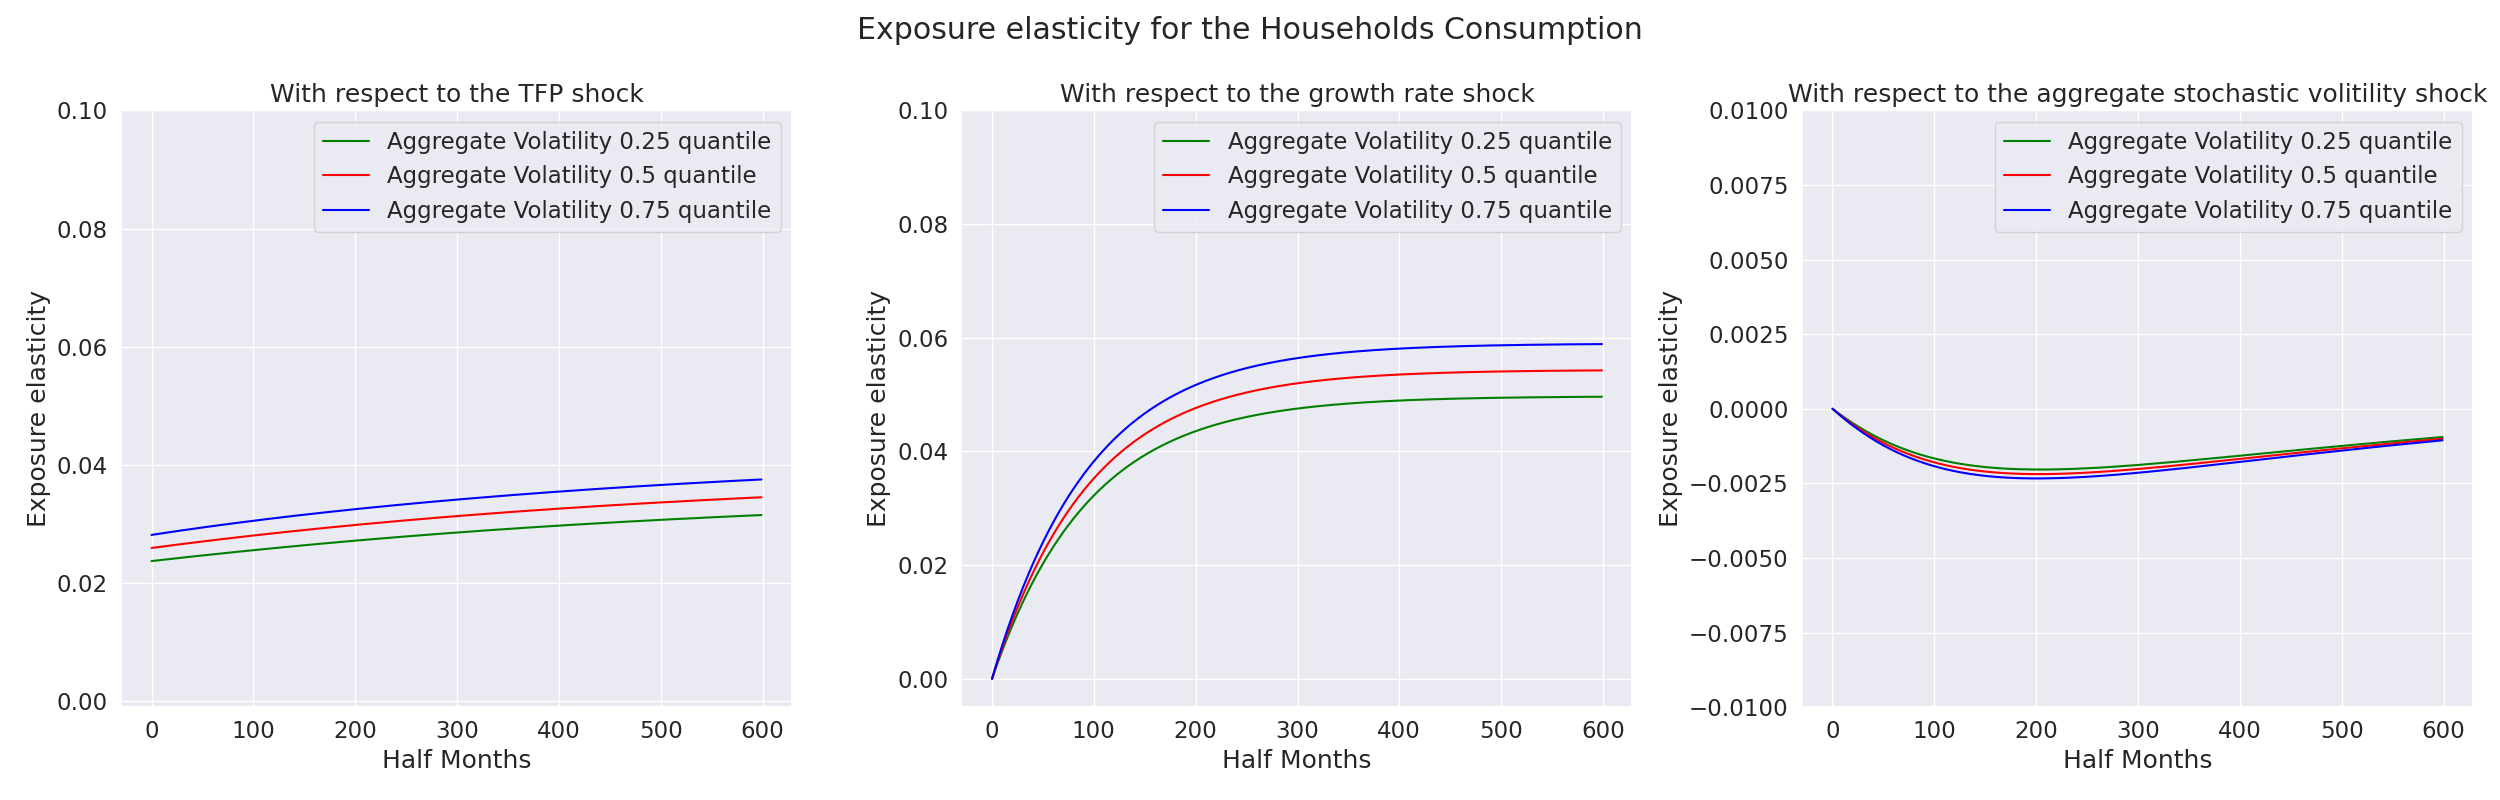 Exposure elasticity for the Households Consumption
With respect to the TFP shock
0.10
0.08
0.06
0.04
0.02
0.00
Exposure elasticity
Aggregate Volatility 0.25 quantile
Aggregate Volatility 0.5 quantile
Aggregate Volatility 0.75 quantile
0 100 200 300 400 500 600
Half Months
With respect to the growth rate shock
0.10
0.08
0.06
0.04
0.02
0.00
Exposure elasticity
Aggregate Volatility 0.25 quantile
Aggregate Volatility 0.5 quantile
Aggregate Volatility 0.75 quantile
0 100 200 300 400 500 600
Half Months
With respect to the aggregate stochastic volitility shock
0.0100
0.0075
0.0050
0.0025
0.0000
−0.0025
−0.0050
−0.0075
−0.0100
Exposure elasticity
Aggregate Volatility 0.25 quantile
Aggregate Volatility 0.5 quantile
Aggregate Volatility 0.75 quantile
0 100 200 300 400 500 600
Half Months